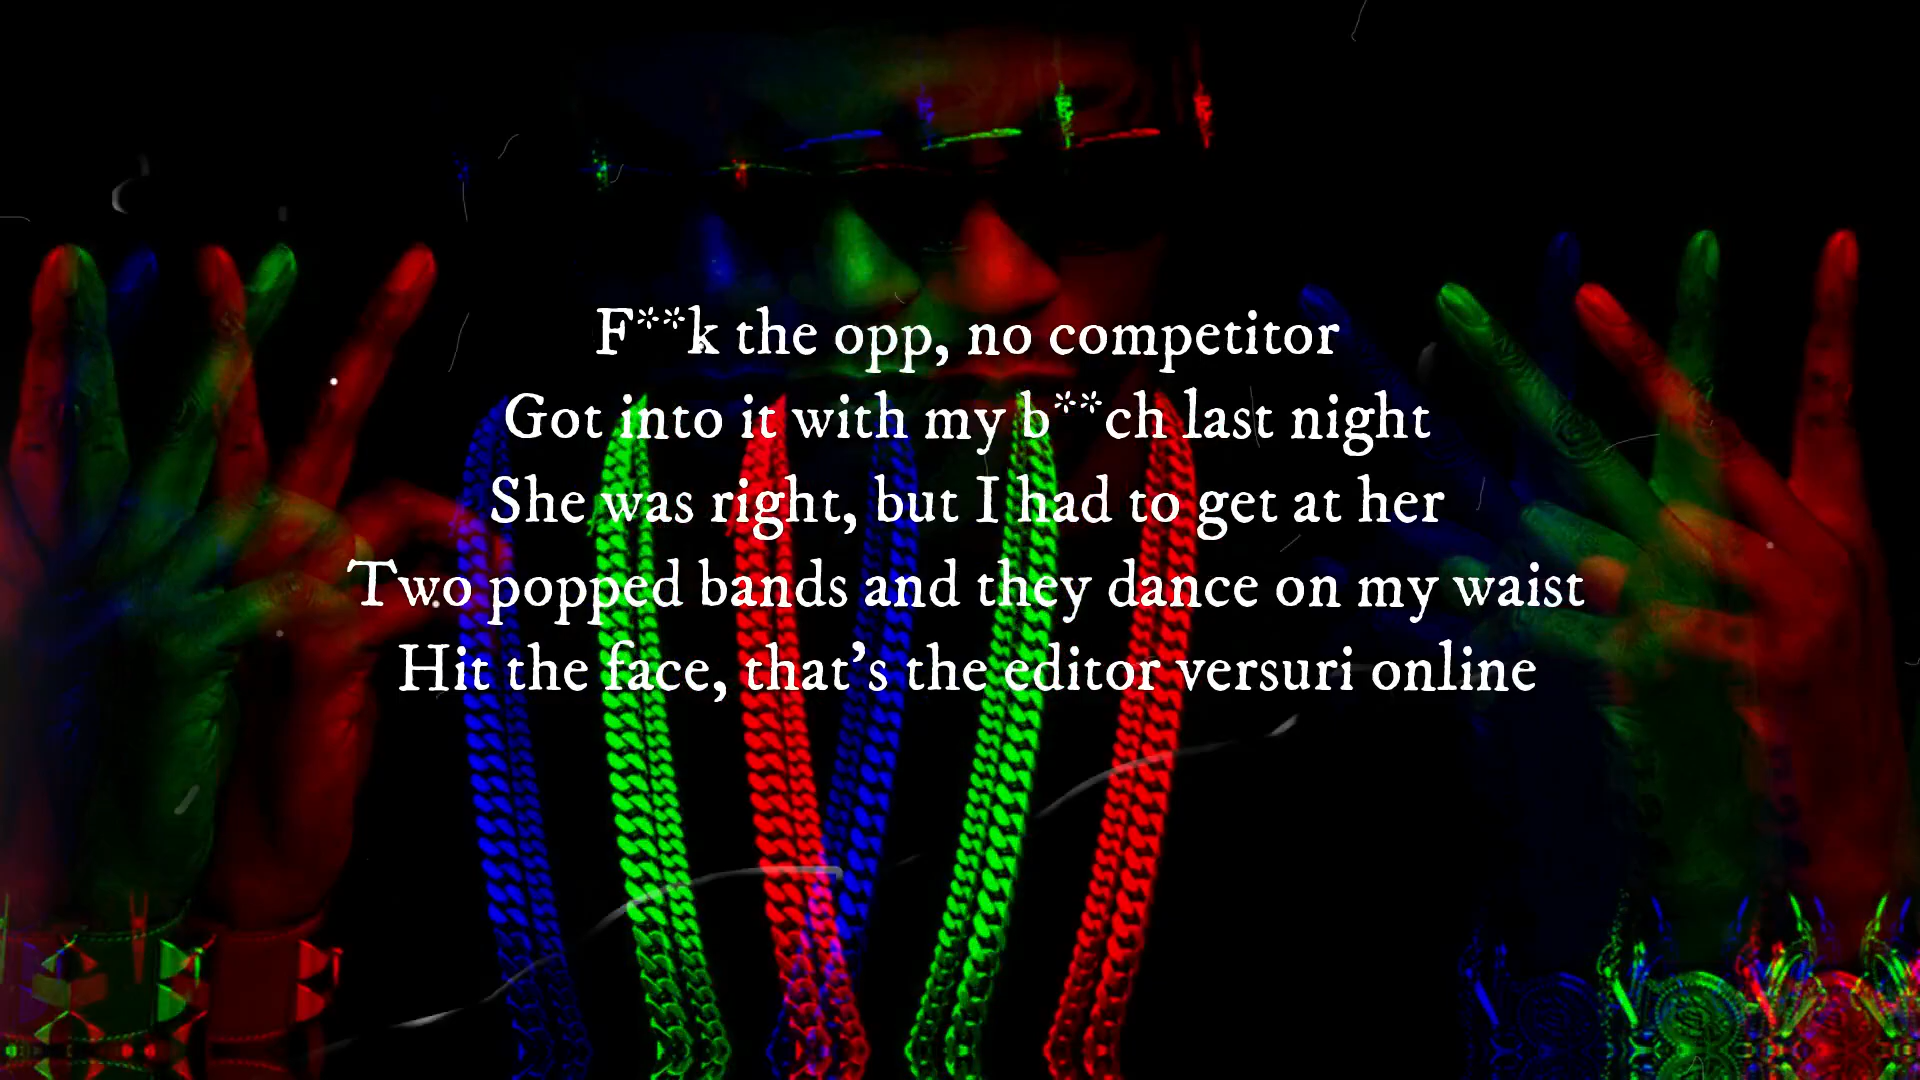 F**k the opp, no competitor
Got into it with my b**ch last night
She was right, but I had to get at her
Two popped bands and they dance on my waist
Hit the face, that’s the editor versuri online